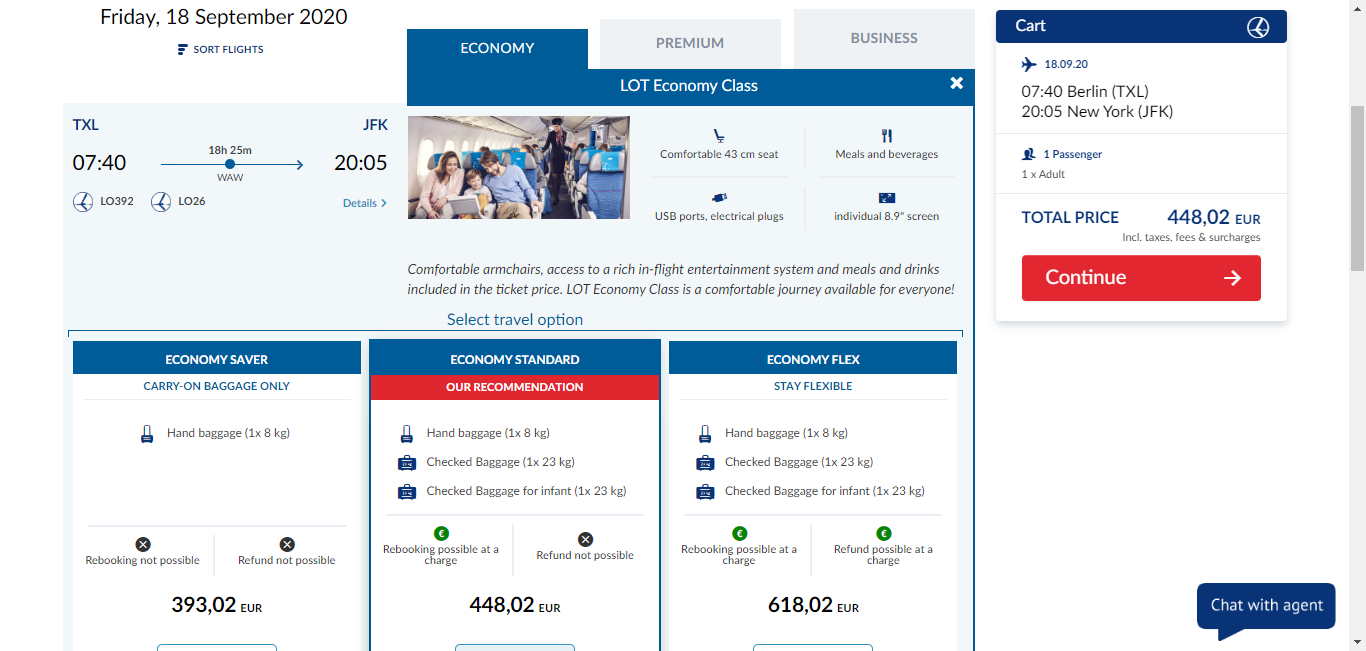 Friday, 18 September 2020
SORT FLIGHTS
ECONOMY
PREMIUM
BUSINESS
LOT Economy Class
TXL
JFK
07:40
18h 25m
20:05
WAW
LO392
LO26
Details
Comfortable 43 cm seat
Meals and beverages
USB ports, electrical plugs
individual 8.9" screen
Comfortable armchairs, access to a rich in-flight entertainment system and meals and drinks
included in the ticket price. LOT Economy Class is a comfortable journey available for everyone!
Select travel option
ECONOMY SAVER
CARRY-ON BAGGAGE ONLY
Hand baggage (1x 8 kg)
Rebooking not possible
Refund not possible
393,02 EUR
ECONOMY STANDARD
OUR RECOMMENDATION
Hand baggage (1x 8 kg)
Checked Baggage (1x 23 kg)
Checked Baggage for infant (1x 23 kg)
Rebooking possible at a
charge
Refund not possible
448,02 EUR
ECONOMY FLEX
STAY FLEXIBLE
Hand baggage (1x 8 kg)
Checked Baggage (1x 23 kg)
Checked Baggage for infant (1x 23 kg)
Rebooking possible at a
charge
Refund possible at a
charge
618,02 EUR
Cart
18.09.20
07:40 Berlin (TXL)
20:05 New York (JFK)
1 Passenger
1 x Adult
TOTAL PRICE
448,02 EUR
Incl. taxes, fees & surcharges
Continue
Chat with agent